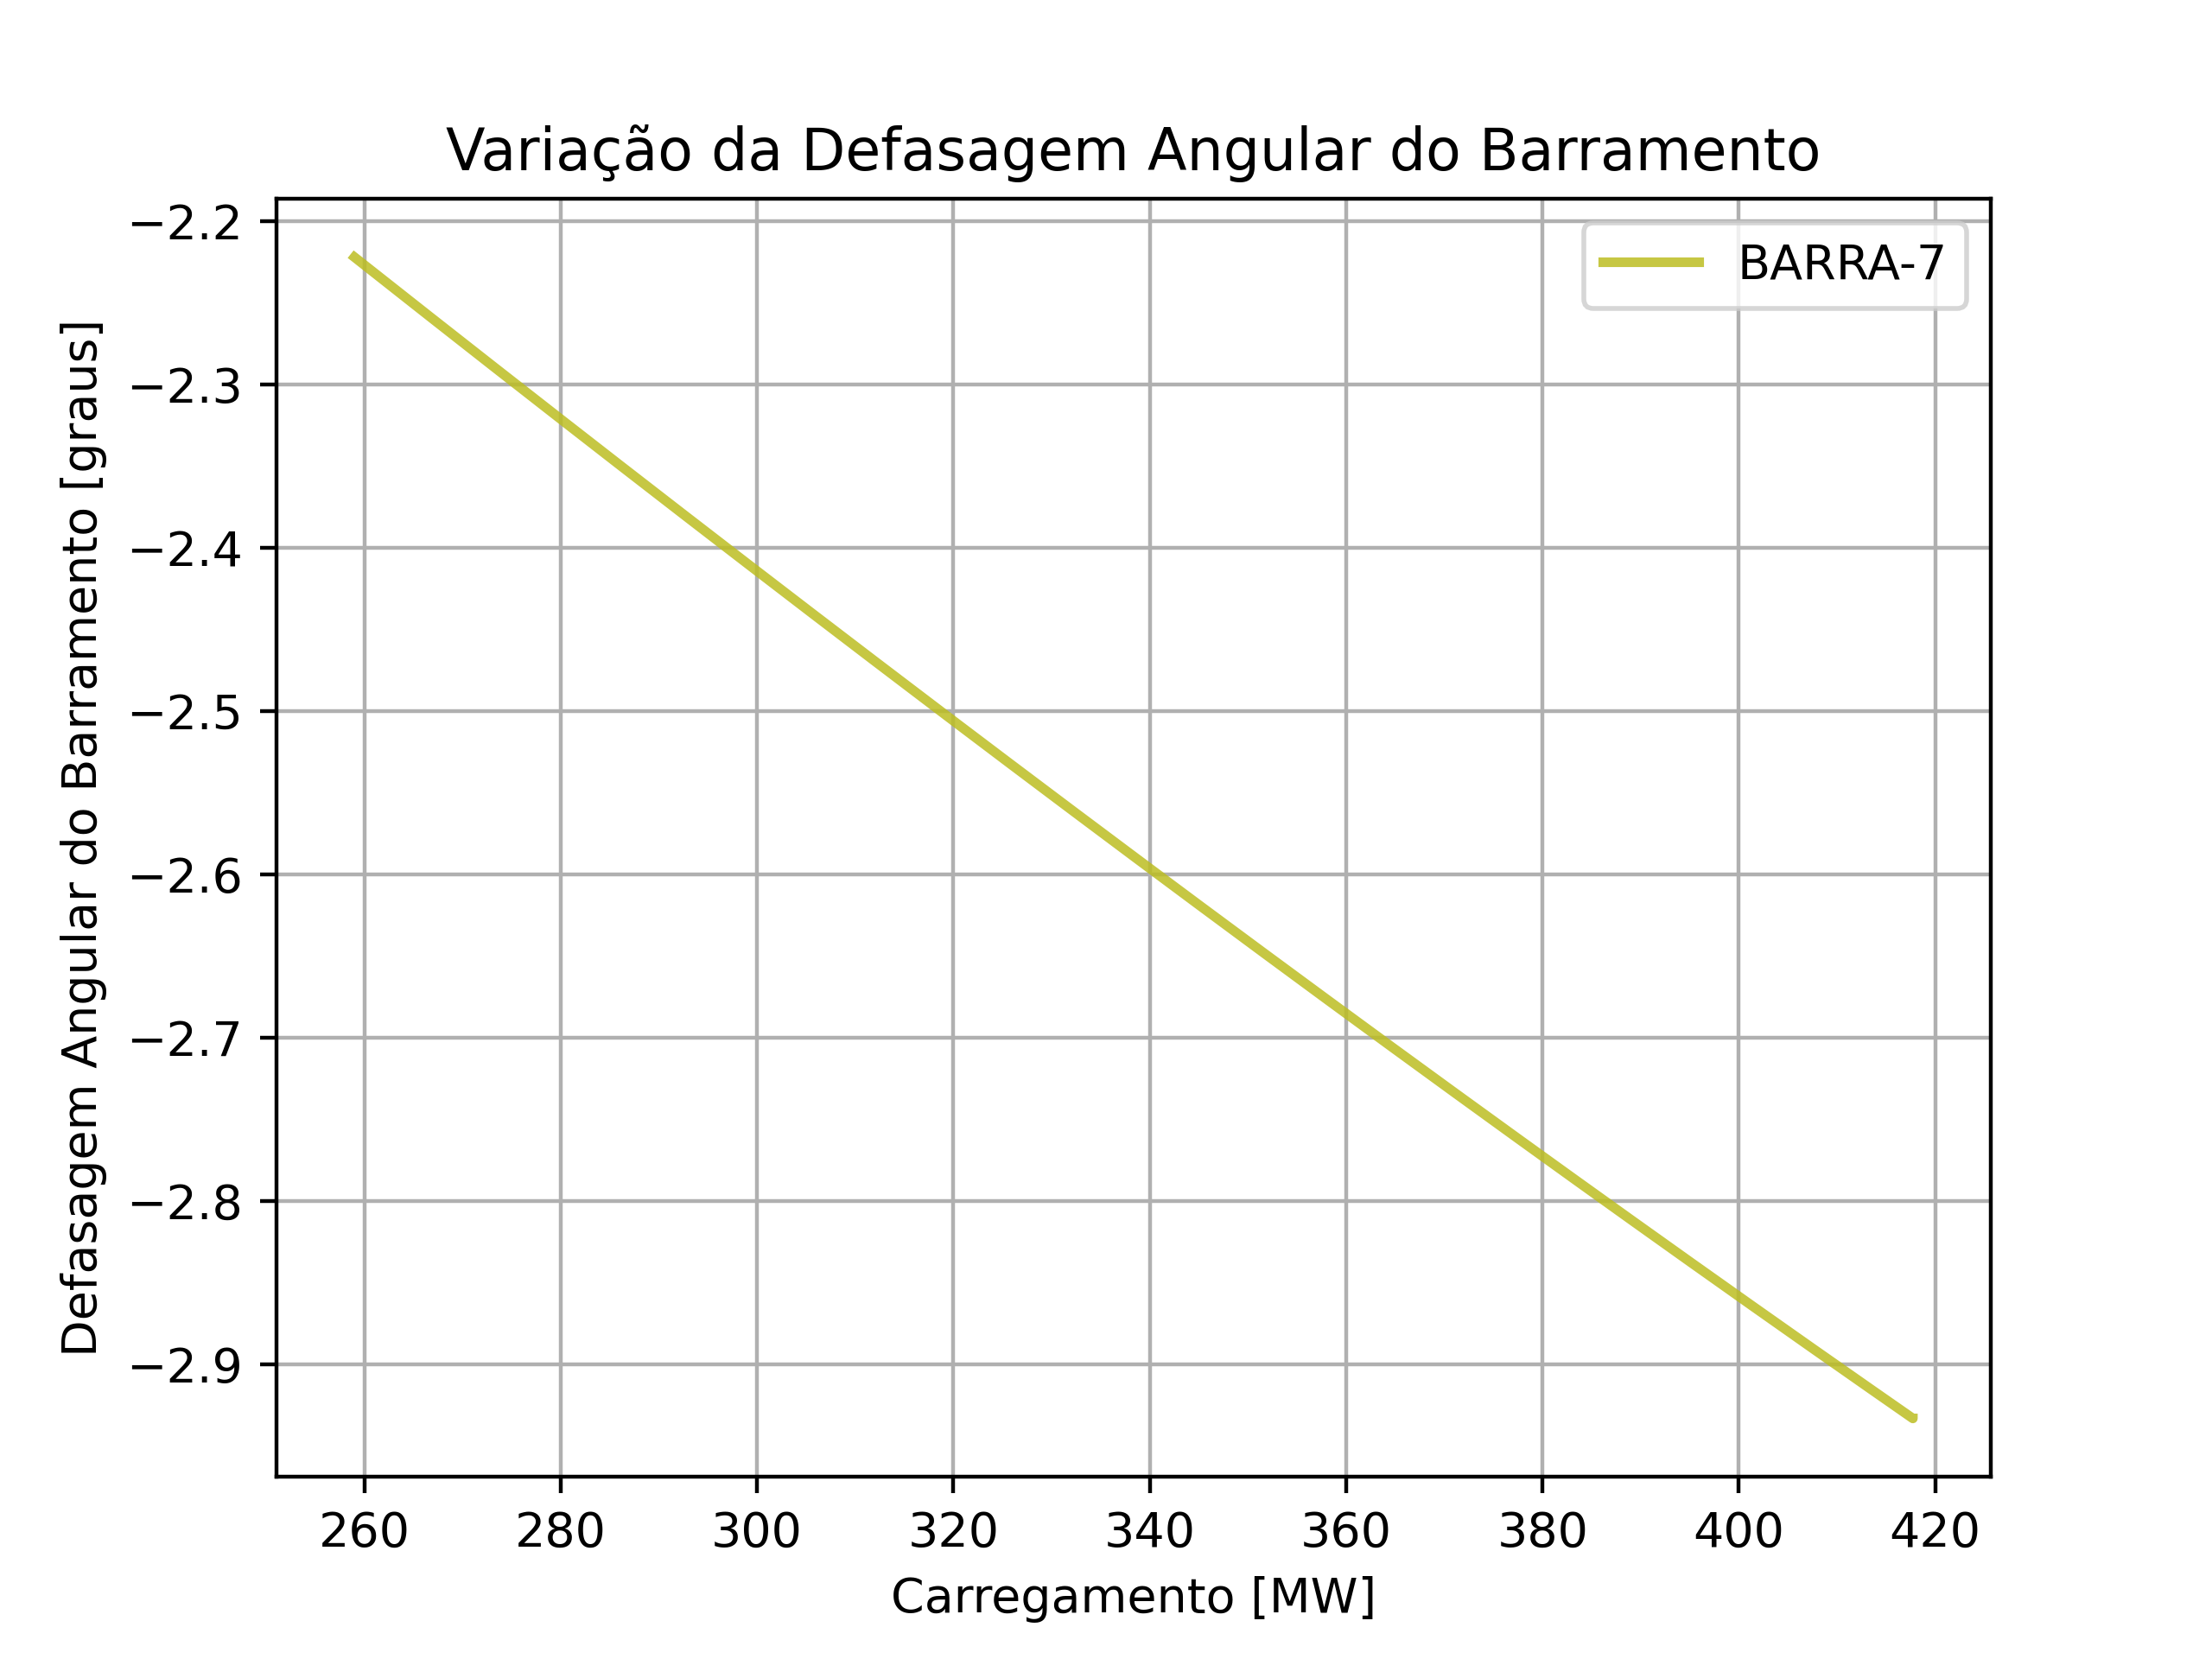 Variação da Defasagem Angular do Barramento
BARRA-7
Defasagem Angular do Barramento [graus]
−2.2
−2.3
−2.4
−2.5
−2.6
−2.7
−2.8
−2.9
260 280 300 320 340 360 380 400 420
Carregamento [MW]